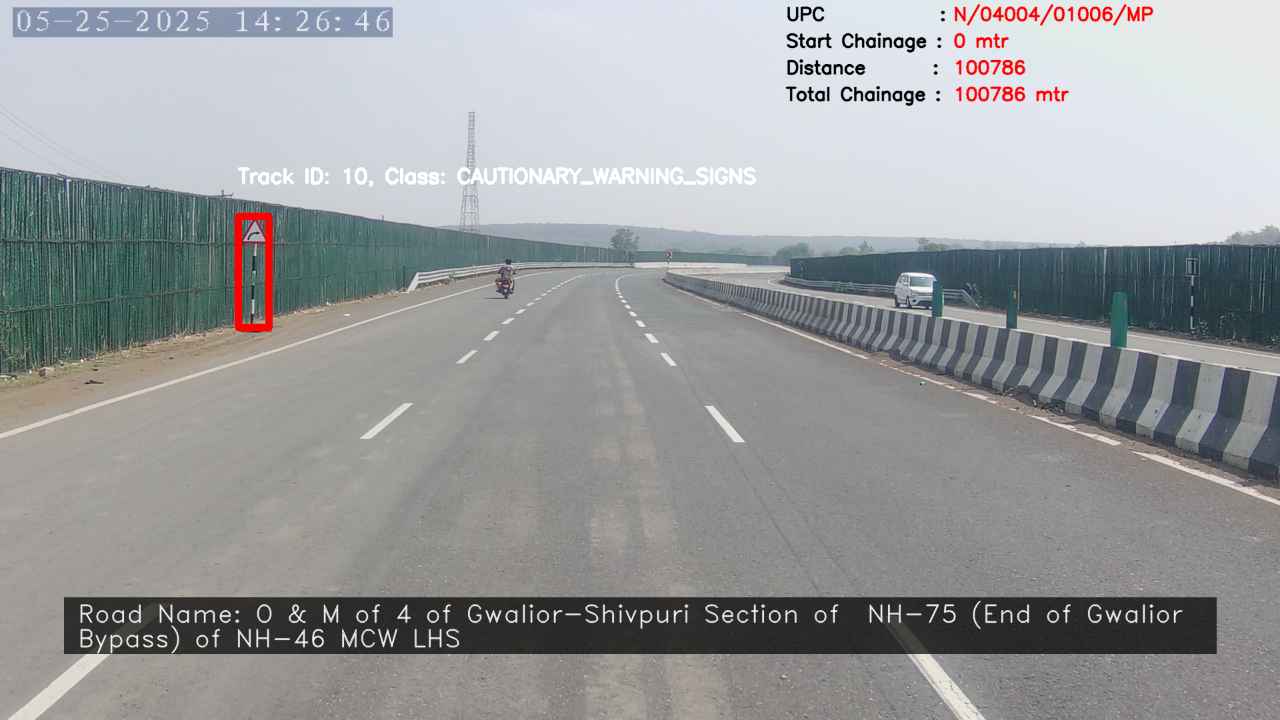 05-25-2025 14:26:46
UPC : N/04004/01006/MP
Start Chainage : 0 mtr
Distance : 100786
Total Chainage : 100786 mtr
Track ID: 10, Class: CAUTIONARY_WARNING_SIGNS
Road Name: O & M of 4 of Gwalior-Shivpuri Section of NH-75 (End of Gwalior
Bypass) of NH-46 MCW LHS